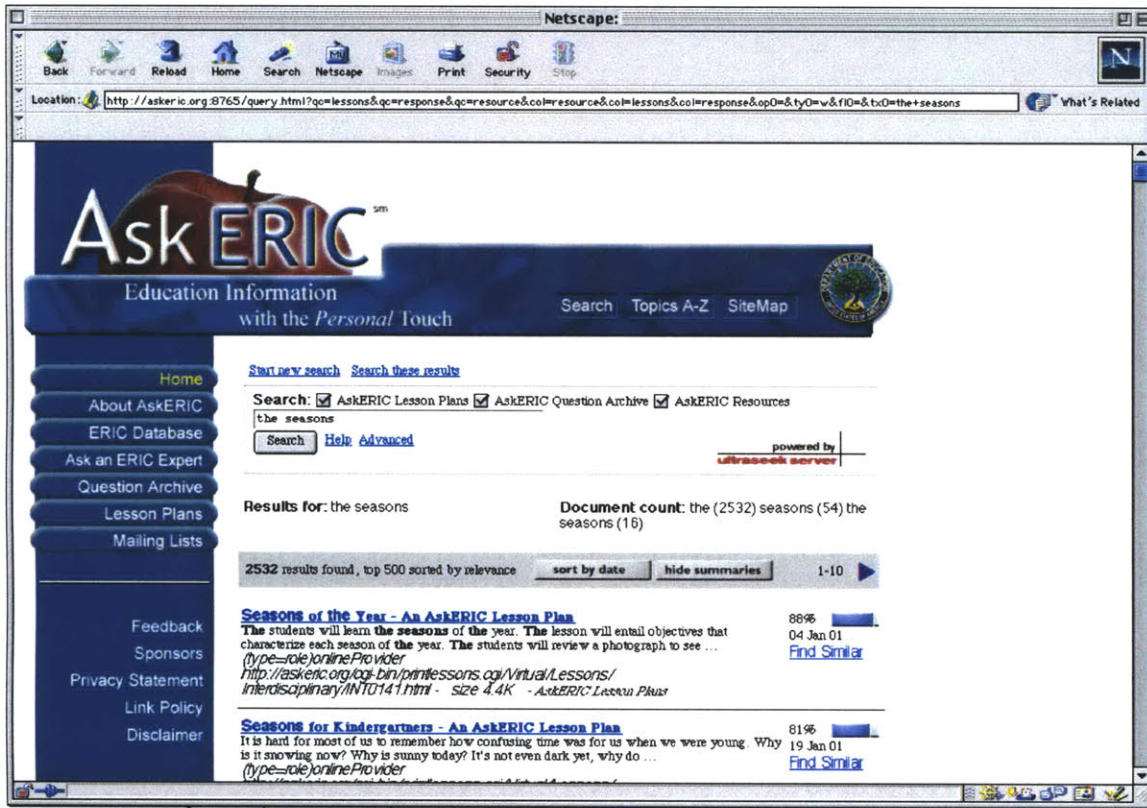 Netscape:
Back Forward Reload Home Search Netscape Images Print Security Stop
N
Location: http://askeric.org:8765/query.html?qc=lessons&qc=response&qc=resource&col=resource&col=lessons&col=response&op0=&ty0=w&fl0=&tx0=the+seasons What's Related
AskERIC sm
Education Information
with the Personal Touch
Search Topics A-Z SiteMap
Home
About AskERIC
ERIC Database
Ask an ERIC Expert
Question Archive
Lesson Plans
Mailing Lists
Feedback
Sponsors
Privacy Statement
Link Policy
Disclaimer
Start new search Search these results
Search: AskERIC Lesson Plans AskERIC Question Archive AskERIC Resources
the seasons
Search Help Advanced
powered by
ultraseek server
Results for: the seasons
Document count: the (2532) seasons (54) the
seasons (16)
2532 results found, top 500 sorted by relevance sort by date hide summaries 1-10
Seasons of the Year - An AskERIC Lesson Plan
The students will learn the seasons of the year. The lesson will entail objectives that
characterize each season of the year. The students will review a photograph to see ...
(type=role)onlineProvider
http://askeric.org/cgi-bin/printlessons.cgi/Virtual/Lessons/
Interdisciplinary/INT0141.html - size 4.4K - AskERIC Lesson Plans
88%
04 Jan 01
Find Similar
Seasons for Kindergartners - An AskERIC Lesson Plan
It is hard for most of us to remember how confusing time was for us when we were young. Why
is it snowing now? Why is sunny today? It's not even dark yet, why do ...
(type=role)onlineProvider
81%
19 Jan 01
Find Similar